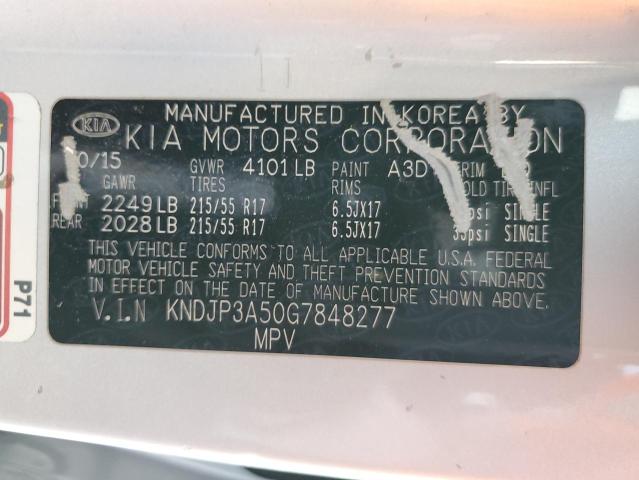 MANUFACTURED IN KOREA BY
KIA KIA MOTORS CORPORATION
0/15 GVWR 4101 LB PAINT A3D
GAWR TIRES RIMS
2249 LB 215/55 R17 6.5JX17 psi SINGLE
REAR 2028 LB 215/55 R17 6.5JX17 psi SINGLE
THIS VEHICLE CONFORMS TO ALL APPLICABLE U.S.A. FEDERAL
MOTOR VEHICLE SAFETY AND THEFT PREVENTION STANDARDS
IN EFFECT ON THE DATE OF MANUFACTURE SHOWN ABOVE.
V.I.N KNDJP3A50G7848277
MPV
P71